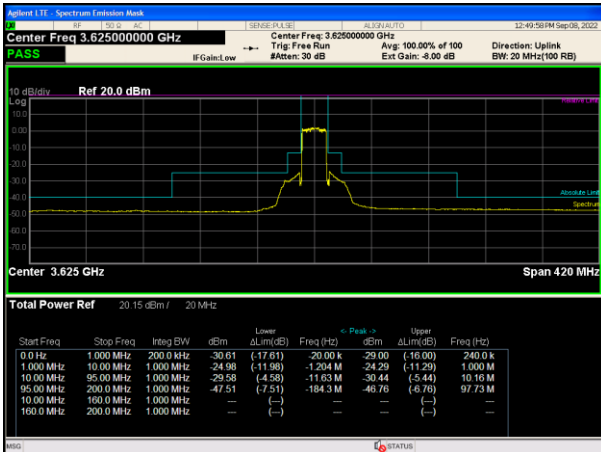 Agilent LTE - Spectrum Emission Mask
RF 50 Ω AC SENSE:PULSE ALIGN AUTO 12:49:58 PM Sep 08, 2022
Center Freq 3.625000000 GHz
Center Freq: 3.625000000 GHz
PASS
Trig: Free Run Avg: 100.00% of 100 Direction: Uplink
IFGain:Low #Atten: 30 dB Ext Gain: -8.00 dB BW: 20 MHz(100 RB)
10 dB/div Ref 20.0 dBm
Log
Relative Limit
10.0
0.00
-10.0
-20.0
-30.0
-40.0
Absolute Limit
Spectrum
-50.0
-60.0
-70.0
Center 3.625 GHz Span 420 MHz
Total Power Ref 20.15 dBm / 20 MHz
Lower <- Peak -> Upper
Start Freq Stop Freq Integ BW dBm ΔLim(dB) Freq (Hz) dBm ΔLim(dB) Freq (Hz)
0.0 Hz 1.000 MHz 200.0 kHz -30.61 (-17.61) -20.00 k -29.00 (-16.00) 240.0 k
1.000 MHz 10.00 MHz 1.000 MHz -24.98 (-11.98) -1.204 M -24.29 (-11.29) 1.000 M
10.00 MHz 95.00 MHz 1.000 MHz -29.58 (-4.58) -11.63 M -30.44 (-5.44) 10.16 M
95.00 MHz 200.0 MHz 1.000 MHz -47.51 (-7.51) -184.3 M -46.76 (-6.76) 97.73 M
10.00 MHz 160.0 MHz 1.000 MHz --- (---) --- (---)
160.0 MHz 200.0 MHz 1.000 MHz --- (---) --- (---)
MSG STATUS